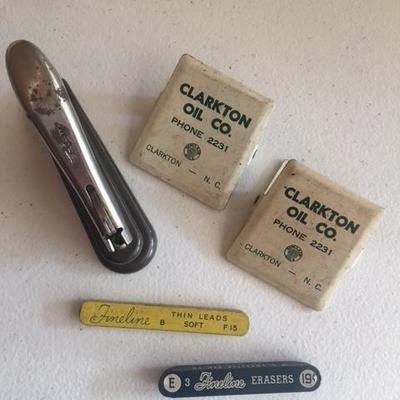 CLARKTON
OIL CO.
PHONE 2231
CLARKTON — N. C.
CLARKTON
OIL CO.
PHONE 2231
CLARKTON — N. C.
Fineline B THIN LEADS
SOFT F15
E 3 Fineline ERASERS 19¢